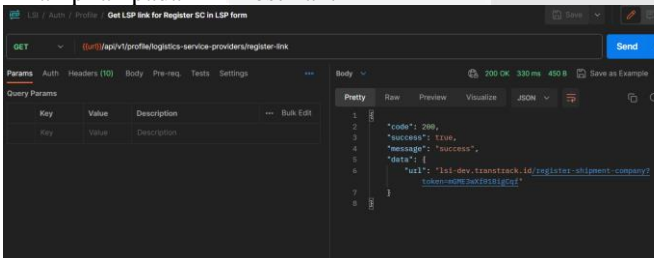 LSI / Auth / Profile / Get LSP link for Register SC in LSP form
Save
GET
{{url}}/api/v1/profile/logistics-service-providers/register-link
Send
Params Auth Headers (10) Body Pre-req. Tests Settings
Query Params
Key Value Description Bulk Edit
Key Value Description
Body 200 OK 330 ms 450 B Save as Example
Pretty Raw Preview Visualize JSON
1 {
2 "code": 200,
3 "success": true,
4 "message": "success",
5 "data": {
6 "url": "lsi-dev.transtrack.id/register-shipment-company?
7 }
8 }